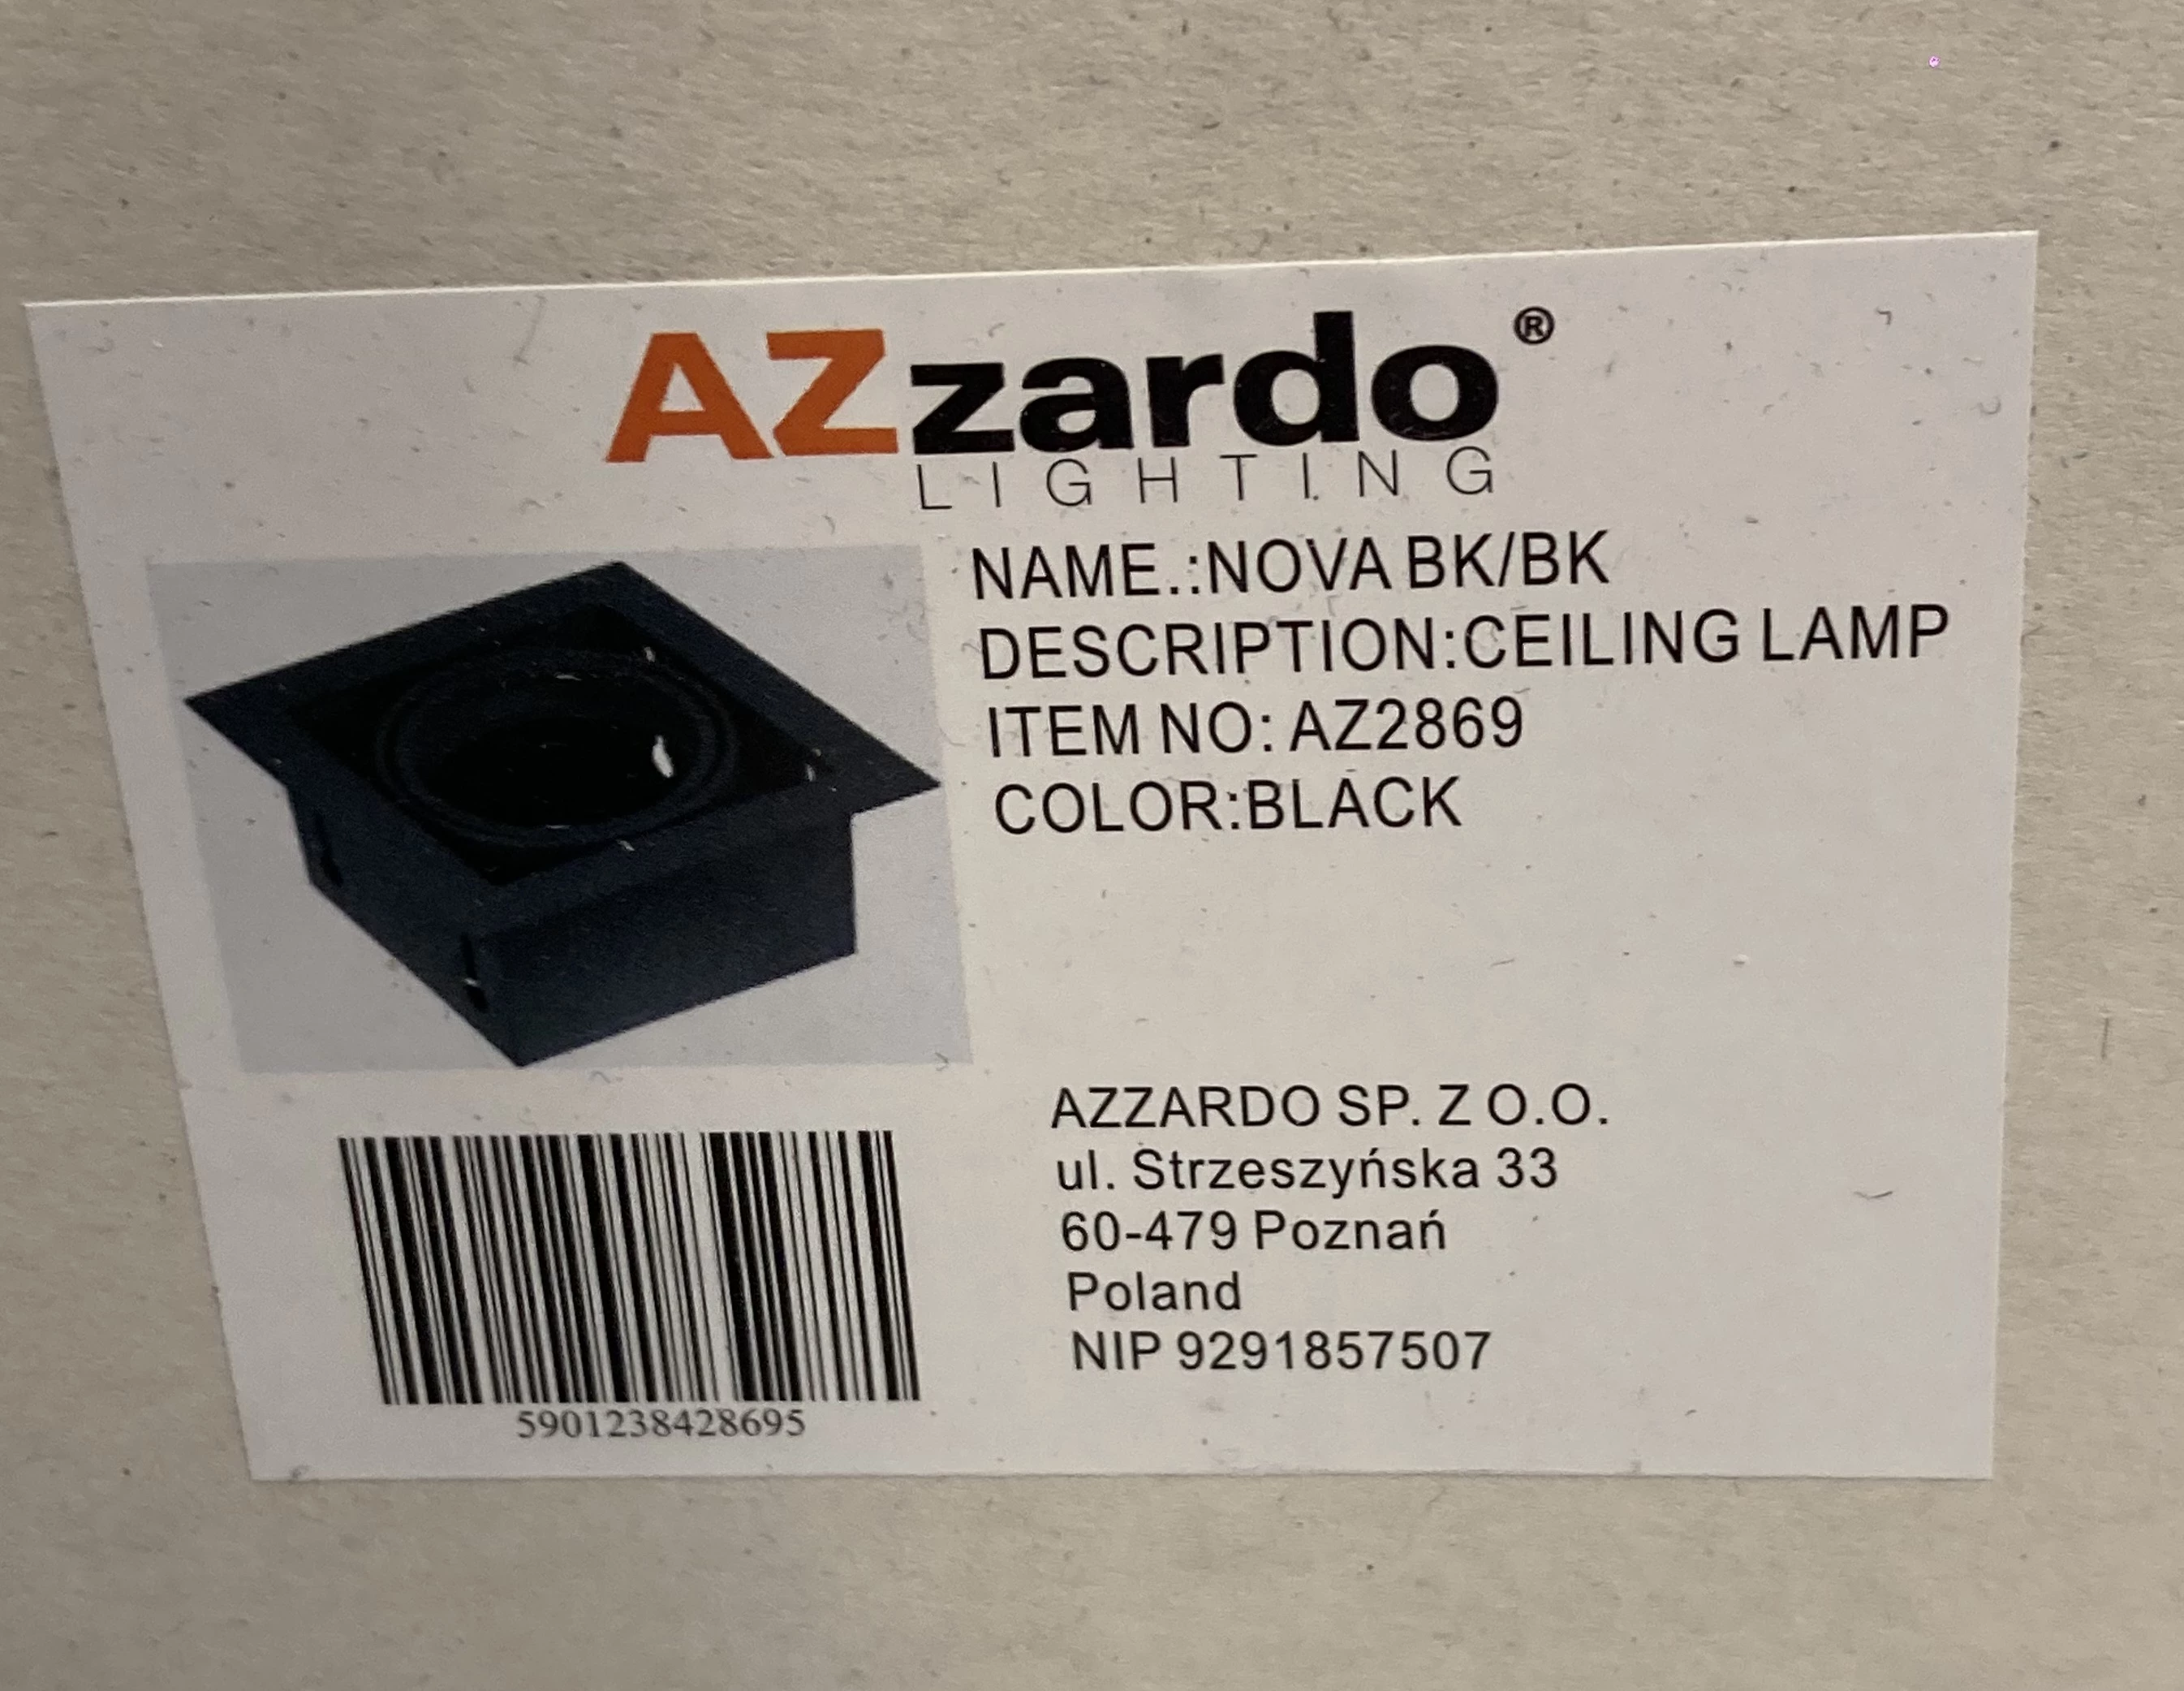 AZzardo®
LIGHTING
NAME.:NOVA BK/BK
DESCRIPTION:CEILING LAMP
ITEM NO: AZ2869
COLOR:BLACK
AZZARDO SP. Z O.O.
ul. Strzeszyńska 33
60-479 Poznań
Poland
NIP 9291857507
5901238428695